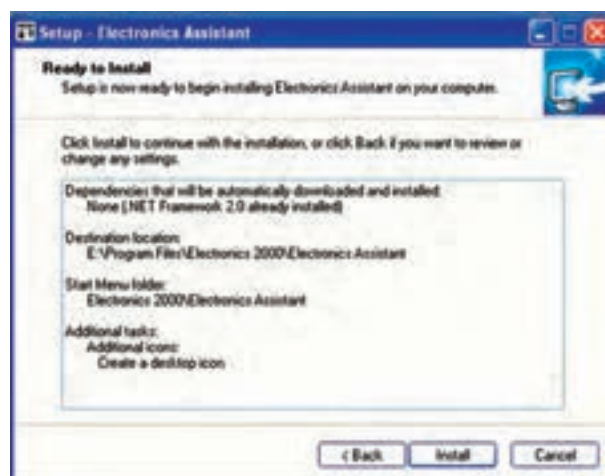 Setup - Electronics Assistant
Ready to Install
Setup is now ready to begin installing Electronics Assistant on your computer.
Click Install to continue with the installation, or click Back if you want to review or
change any settings.
Dependencies that will be automatically downloaded and installed:
None (.NET Framework 2.0 already installed)
Destination location:
E:\Program Files\Electronics 2000\Electronics Assistant
Start Menu folder:
Electronics 2000\Electronics Assistant
Additional tasks:
Additional icons:
Create a desktop icon
< Back Install Cancel